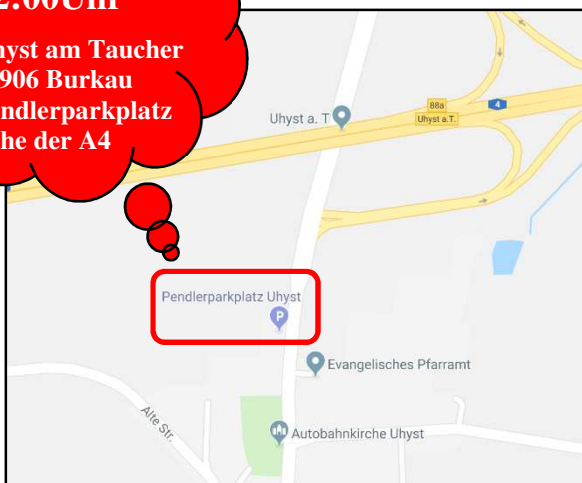 2.00Uhr
hyst am Taucher
906 Burkau
ndlerparkplatz
he der A4
Uhyst a. T
88a
4
Uhyst a.T.
Pendlerparkplatz Uhyst
P
Evangelisches Pfarramt
Alte Str.
Autobahnkirche Uhyst